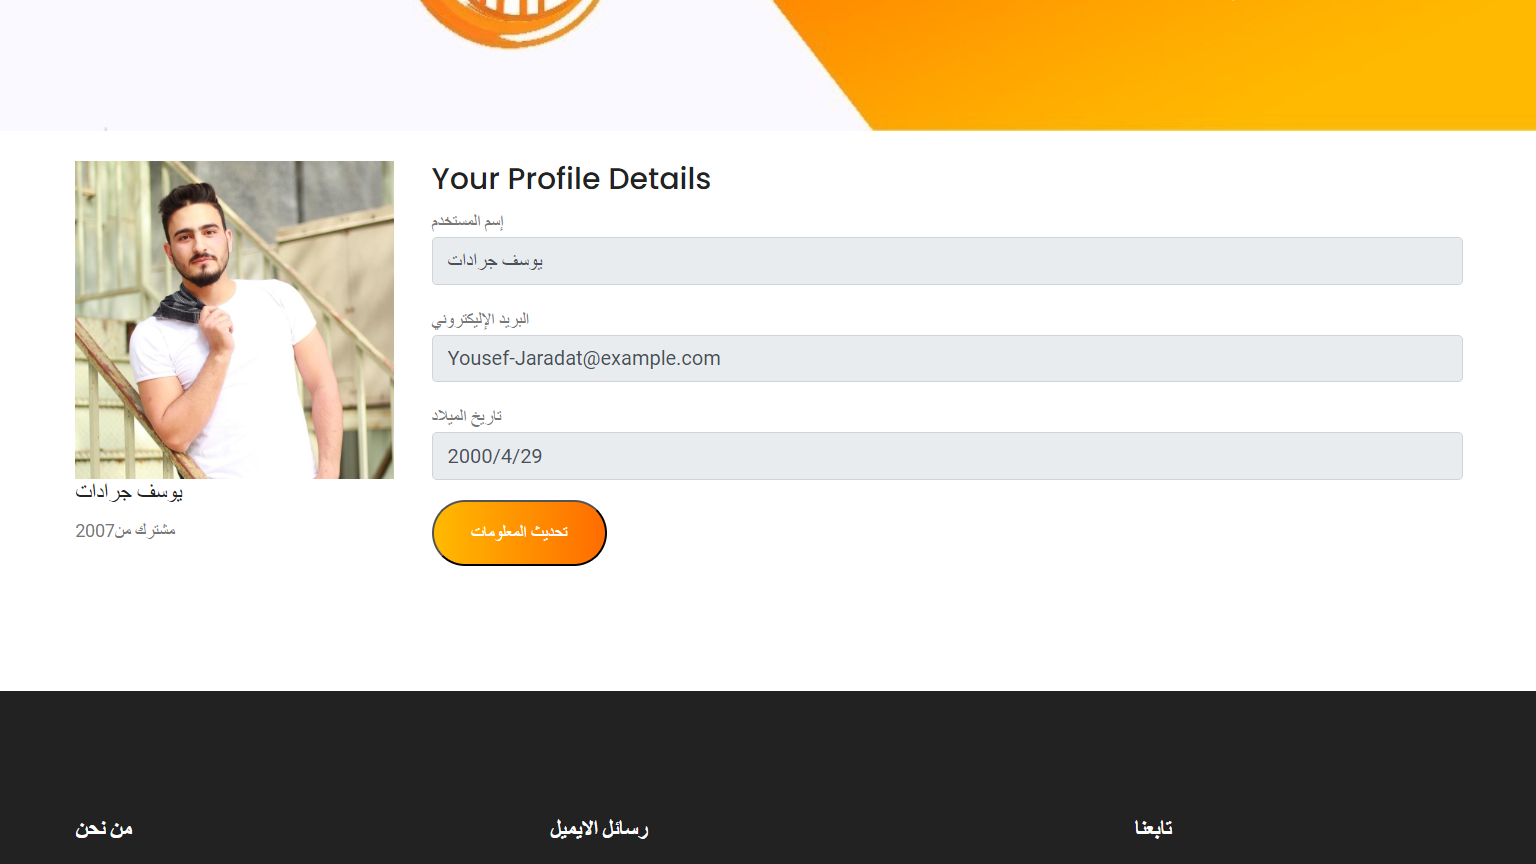 Your Profile Details
إسم المستخدم
يوسف جرادات
البريد الإليكتروني
Yousef-Jaradat@example.com
تاريخ الميلاد
2000/4/29
تحديث المعلومات
يوسف جرادات
مشترك من2007
من نحن
رسائل الايميل
تابعنا